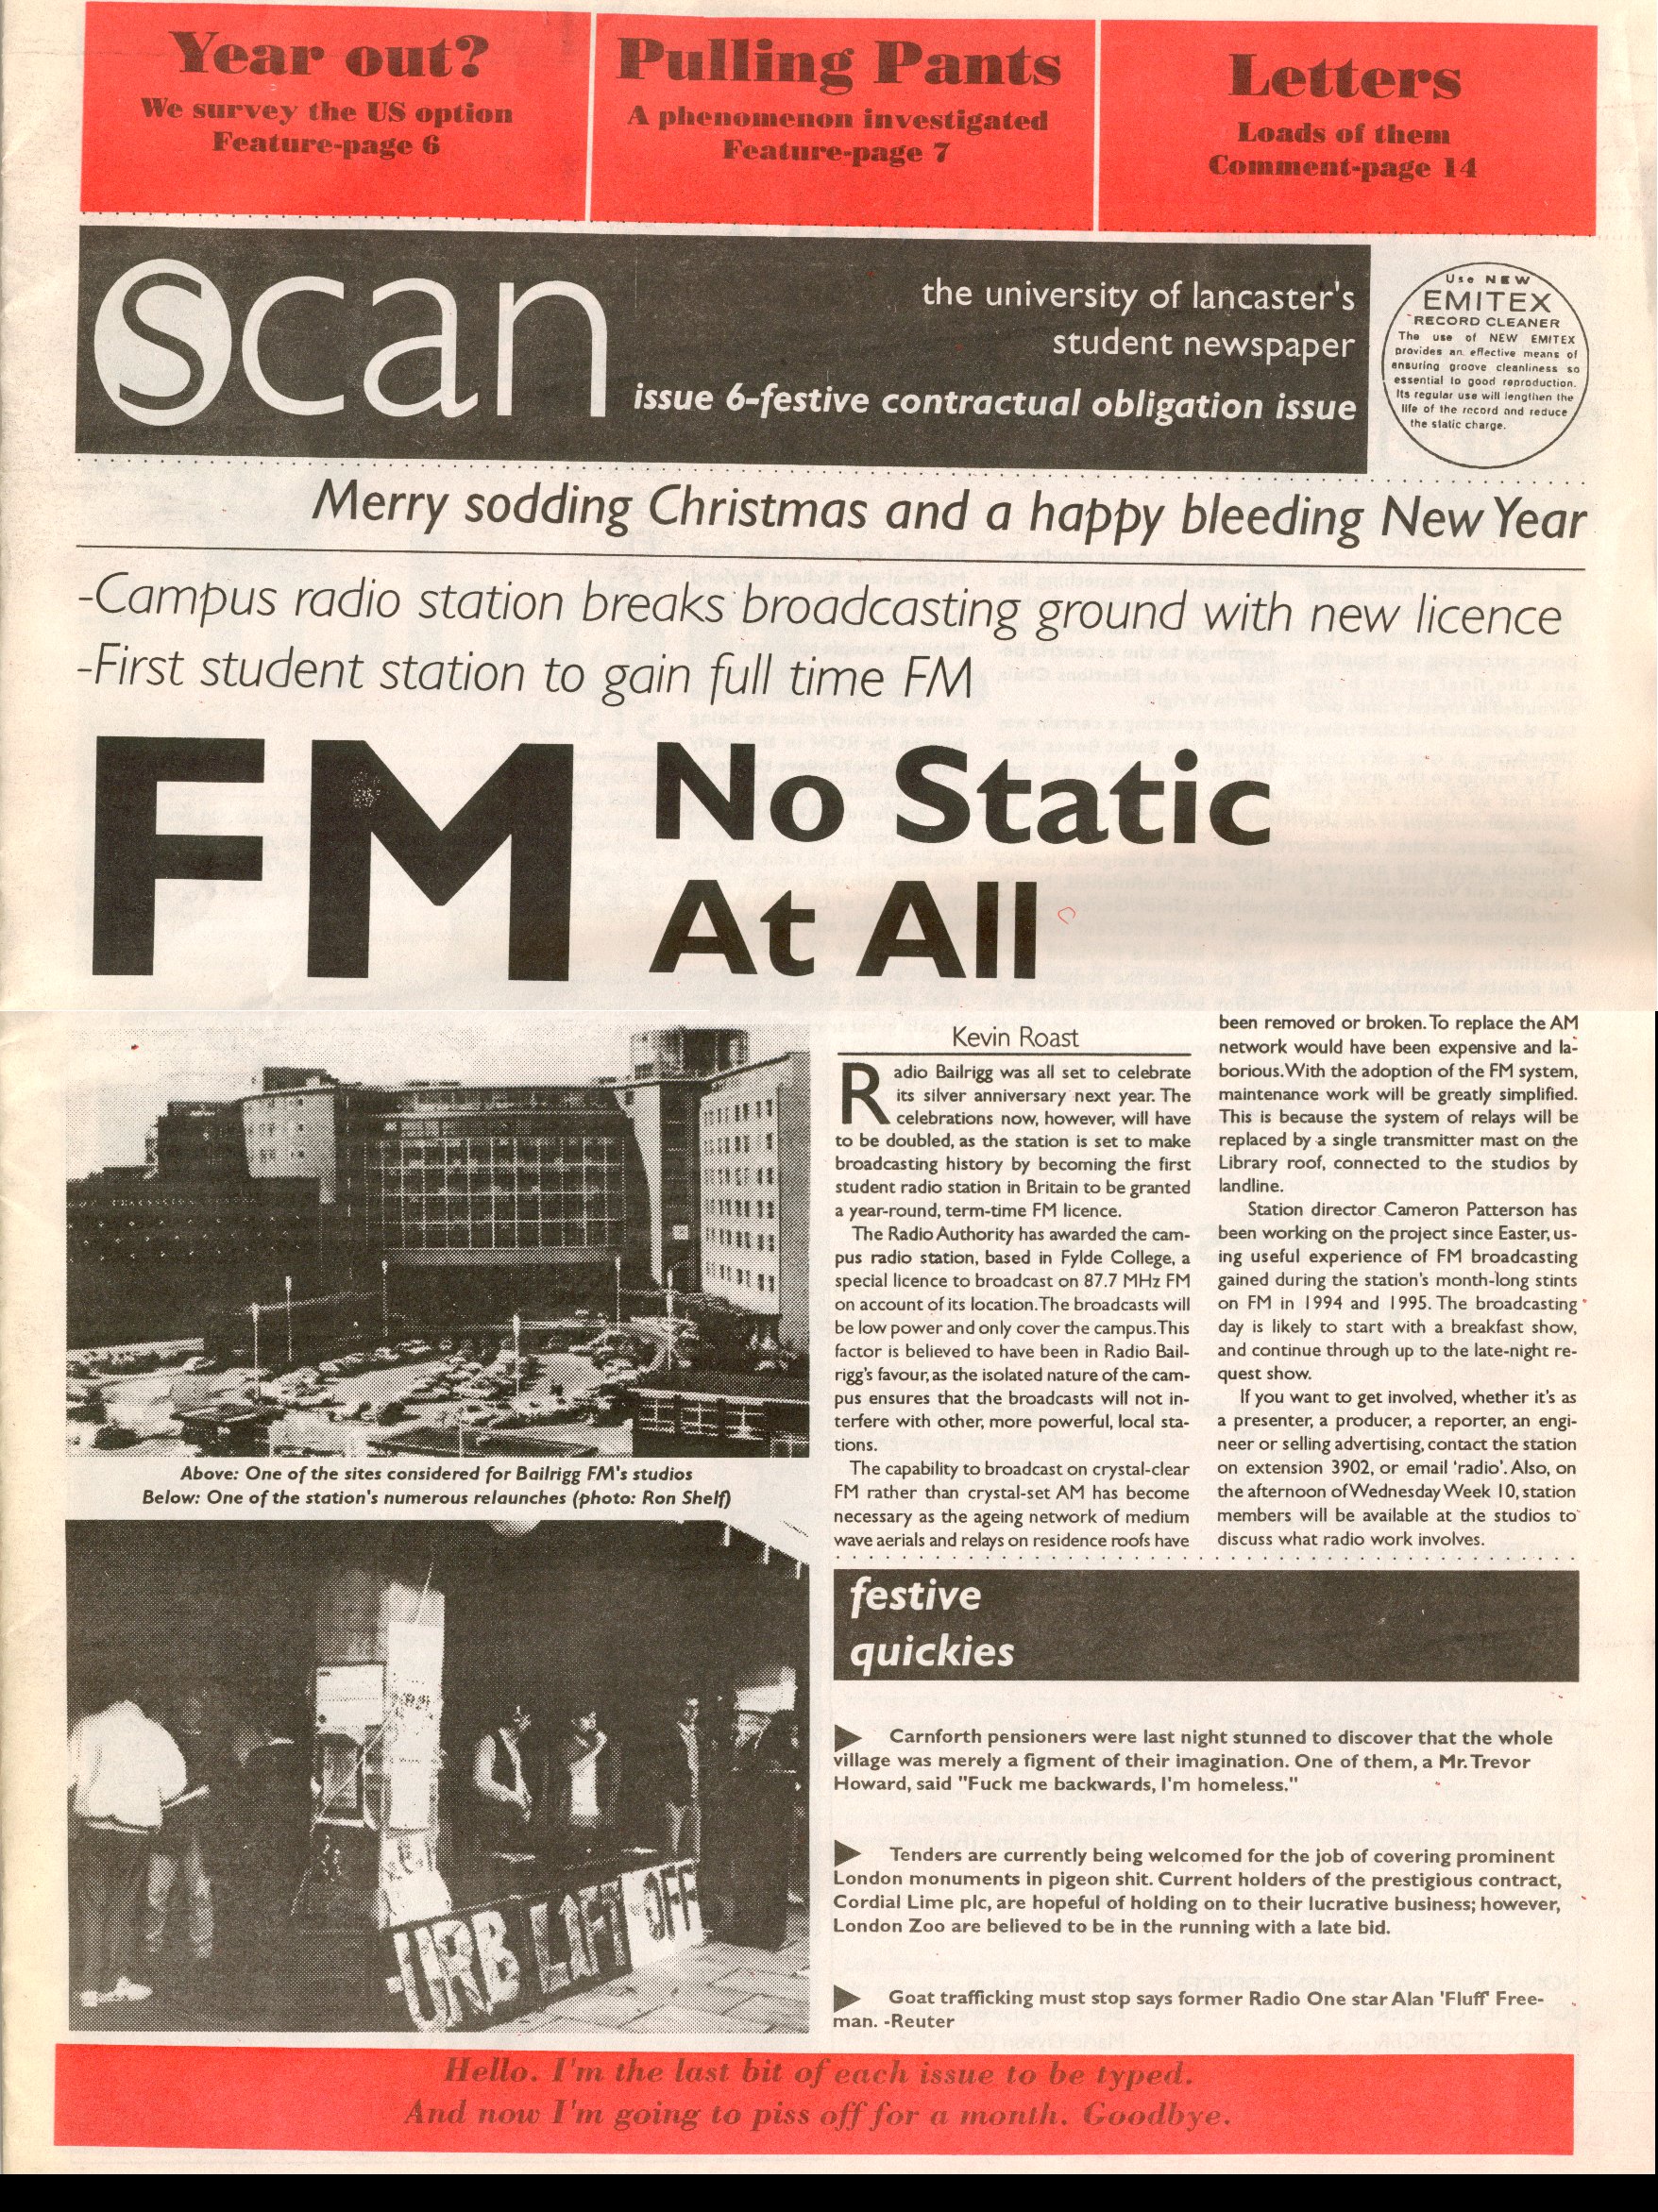 Year out?
We survey the US option
Feature-page 6
Pulling Pants
A phenomenon investigated
Feature-page 7
Letters
Loads of them
Comment-page 14
scan
the university of lancaster's
student newspaper
issue 6-festive contractual obligation issue
Use NEW
EMITEX
RECORD CLEANER
The use of NEW EMITEX
provides an effective means of
ensuring groove cleanliness so
essential to good reproduction.
Its regular use will lengthen the
life of the record and reduce
the static charge.
Merry sodding Christmas and a happy bleeding New Year
-Campus radio station breaks broadcasting ground with new licence
-First student station to gain full time FM
FM No Static
At All
Above: One of the sites considered for Bailrigg FM's studios
Below: One of the station's numerous relaunches (photo: Ron Shelf)
URB LIFT OFF
Kevin Roast
Radio Bailrigg was all set to celebrate
its silver anniversary next year. The
celebrations now, however, will have
to be doubled, as the station is set to make
broadcasting history by becoming the first
student radio station in Britain to be granted
a year-round, term-time FM licence.
The Radio Authority has awarded the cam-
pus radio station, based in Fylde College, a
special licence to broadcast on 87.7 MHz FM
on account of its location. The broadcasts will
be low power and only cover the campus. This
factor is believed to have been in Radio Bail-
rigg's favour, as the isolated nature of the cam-
pus ensures that the broadcasts will not in-
terfere with other, more powerful, local sta-
tions.
The capability to broadcast on crystal-clear
FM rather than crystal-set AM has become
necessary as the ageing network of medium
wave aerials and relays on residence roofs have
been removed or broken. To replace the AM
network would have been expensive and la-
borious. With the adoption of the FM system,
maintenance work will be greatly simplified.
This is because the system of relays will be
replaced by a single transmitter mast on the
Library roof, connected to the studios by
landline.
Station director Cameron Patterson has
been working on the project since Easter, us-
ing useful experience of FM broadcasting
gained during the station's month-long stints
on FM in 1994 and 1995. The broadcasting
day is likely to start with a breakfast show,
and continue through up to the late-night re-
quest show.
If you want to get involved, whether it's as
a presenter, a producer, a reporter, an engi-
neer or selling advertising, contact the station
on extension 3902, or email 'radio'. Also, on
the afternoon of Wednesday Week 10, station
members will be available at the studios to
discuss what radio work involves.
festive
quickies
Carnforth pensioners were last night stunned to discover that the whole
village was merely a figment of their imagination. One of them, a Mr. Trevor
Howard, said "Fuck me backwards, I'm homeless."
Tenders are currently being welcomed for the job of covering prominent
London monuments in pigeon shit. Current holders of the prestigious contract,
Cordial Lime plc, are hopeful of holding on to their lucrative business; however,
London Zoo are believed to be in the running with a late bid.
Goat trafficking must stop says former Radio One star Alan 'Fluff' Free-
man. -Reuter
Hello. I'm the last bit of each issue to be typed.
And now I'm going to piss off for a month. Goodbye.